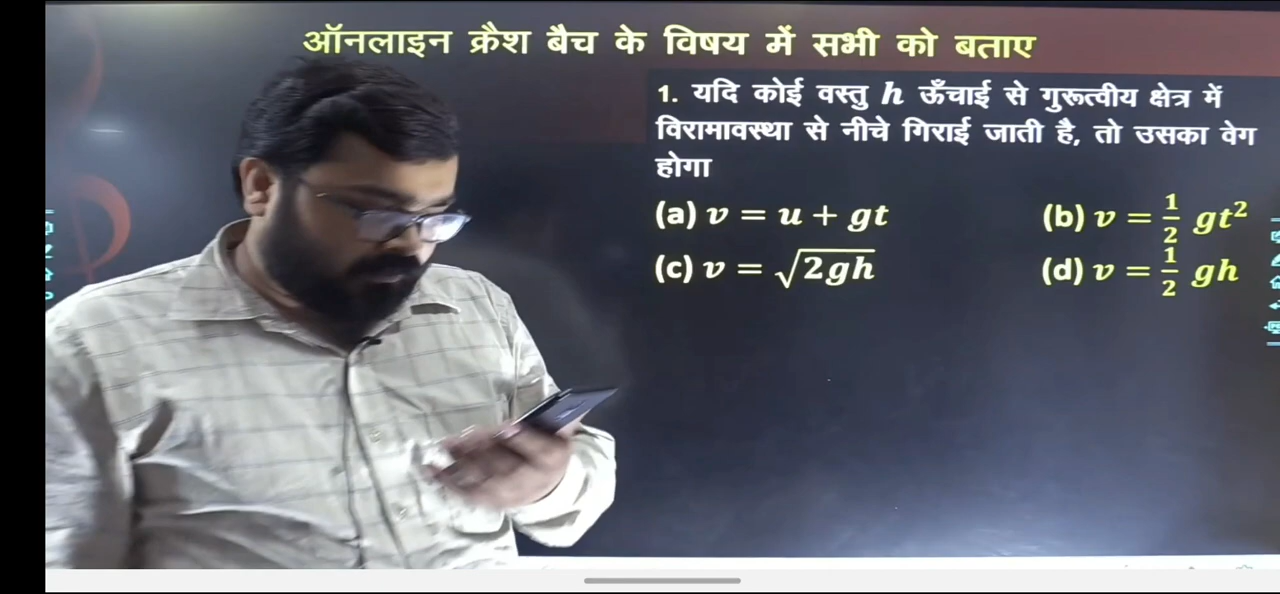 ऑनलाइन क्रैश बैच के विषय में सभी को बताए
1. यदि कोई वस्तु h ऊँचाई से गुरूत्वीय क्षेत्र में
विरामावस्था से नीचे गिराई जाती है, तो उसका वेग
होगा
(a) v = u + gt (b) v = 1/2 gt²
(c) v = √2gh (d) v = 1/2 gh